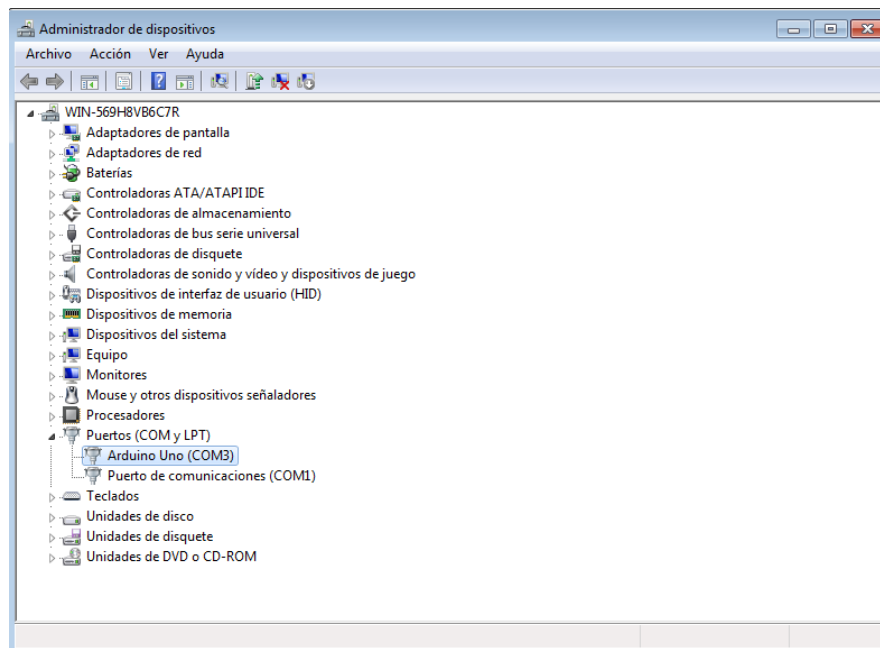 Administrador de dispositivos
Archivo Acción Ver Ayuda
WIN-569H8VB6C7R
Adaptadores de pantalla
Adaptadores de red
Baterías
Controladoras ATA/ATAPI IDE
Controladoras de almacenamiento
Controladoras de bus serie universal
Controladoras de disquete
Controladoras de sonido y vídeo y dispositivos de juego
Dispositivos de interfaz de usuario (HID)
Dispositivos de memoria
Dispositivos del sistema
Equipo
Monitores
Mouse y otros dispositivos señaladores
Procesadores
Puertos (COM y LPT)
Arduino Uno (COM3)
Puerto de comunicaciones (COM1)
Teclados
Unidades de disco
Unidades de disquete
Unidades de DVD o CD-ROM